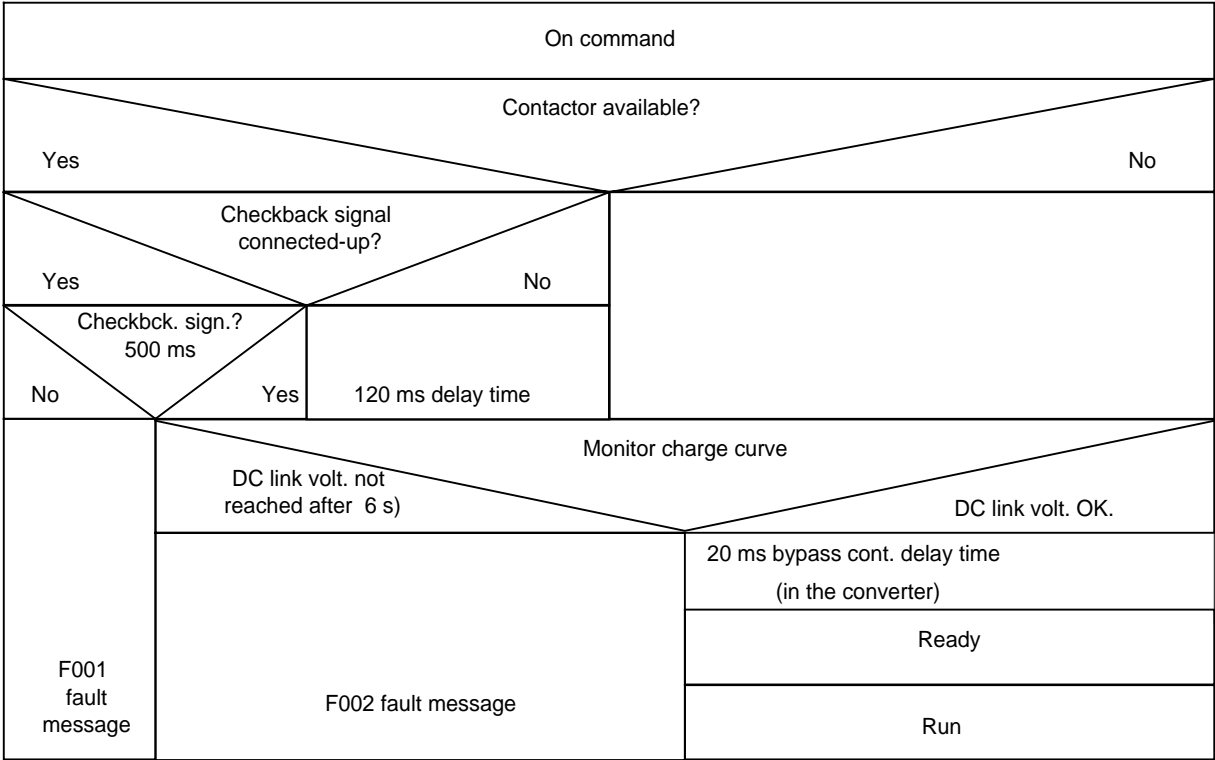 On command
Contactor available?
Yes
No
Checkback signal
connected-up?
Yes
No
Checkbck. sign.?
500 ms
No
Yes
120 ms delay time
Monitor charge curve
DC link volt. not
reached after  6 s)
DC link volt. OK.
20 ms bypass cont. delay time
(in the converter)
Ready
F001
fault
message
F002 fault message
Run